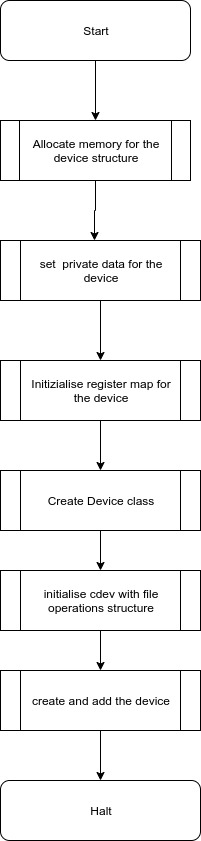 Start
Allocate memory for the
device structure
set  private data for the
device
Initizialise register map for
the device
Create Device class
initialise cdev with file
operations structure
create and add the device
Halt